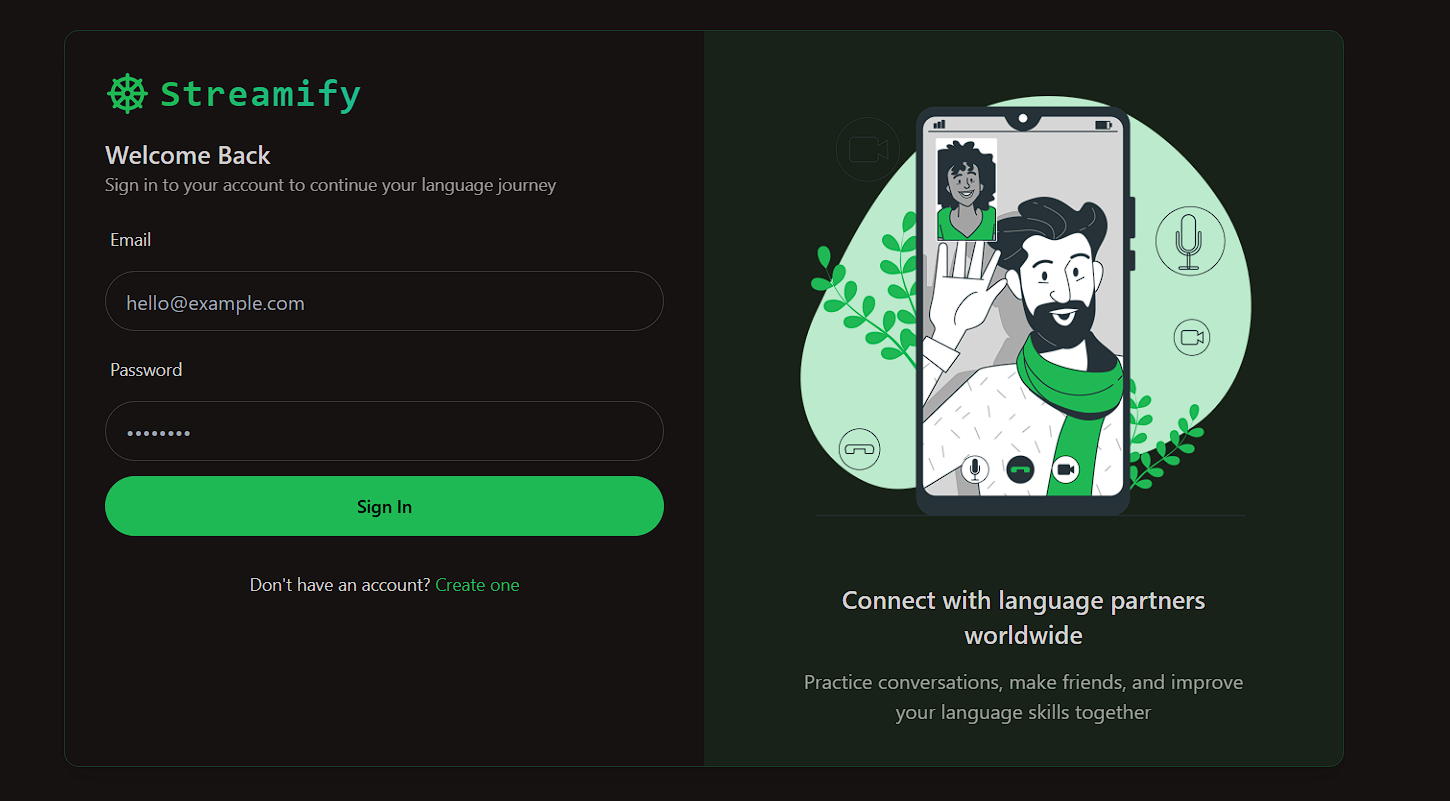 Streamify
Welcome Back
Sign in to your account to continue your language journey
Email
hello@example.com
Password
••••••••
Sign In
Don't have an account? Create one
Connect with language partners
worldwide
Practice conversations, make friends, and improve
your language skills together